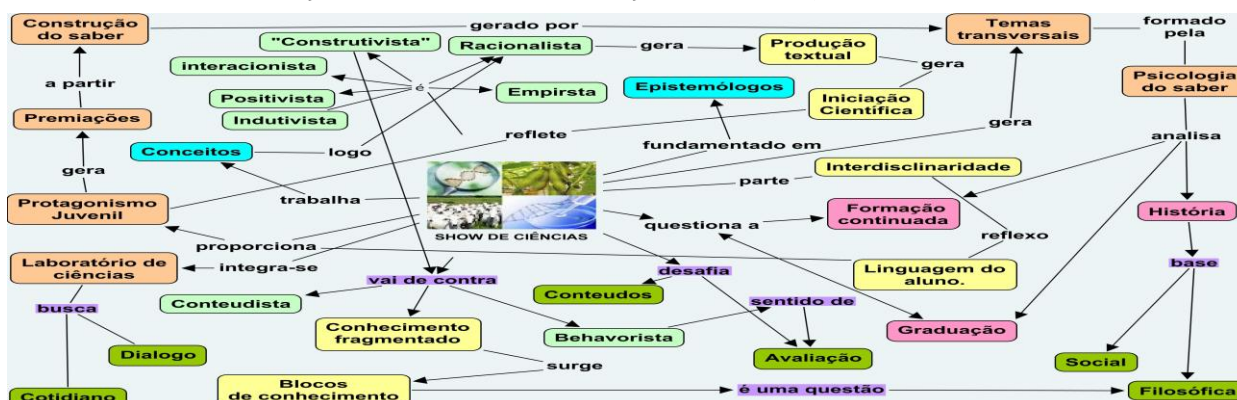 Construção
do saber
gerado por
Temas
transversais
formado
pela
"Construtivista"
Racionalista
gera
Produção
textual
gera
interacionista
é
Psicologia
do saber
a partir
Positivista
Empirsta
Epistemólogos
Iniciação
Científica
Premiações
Indutivista
reflete
gera
analisa
Conceitos
logo
fundamentado em
Interdisclinaridade
gera
trabalha
parte
Protagonismo
Juvenil
Formação
continuada
História
questiona a
SHOW DE CIÊNCIAS
reflexo
proporciona
Laboratório de
ciências
integra-se
vai de contra
desafia
Linguagem do
aluno.
base
busca
Conteudista
Conteudos
sentido de
Conhecimento
fragmentado
Behavorista
Graduação
Dialogo
surge
Avaliação
Social
Cotidiano
Blocos
de conhecimento
é uma questão
Filosófica